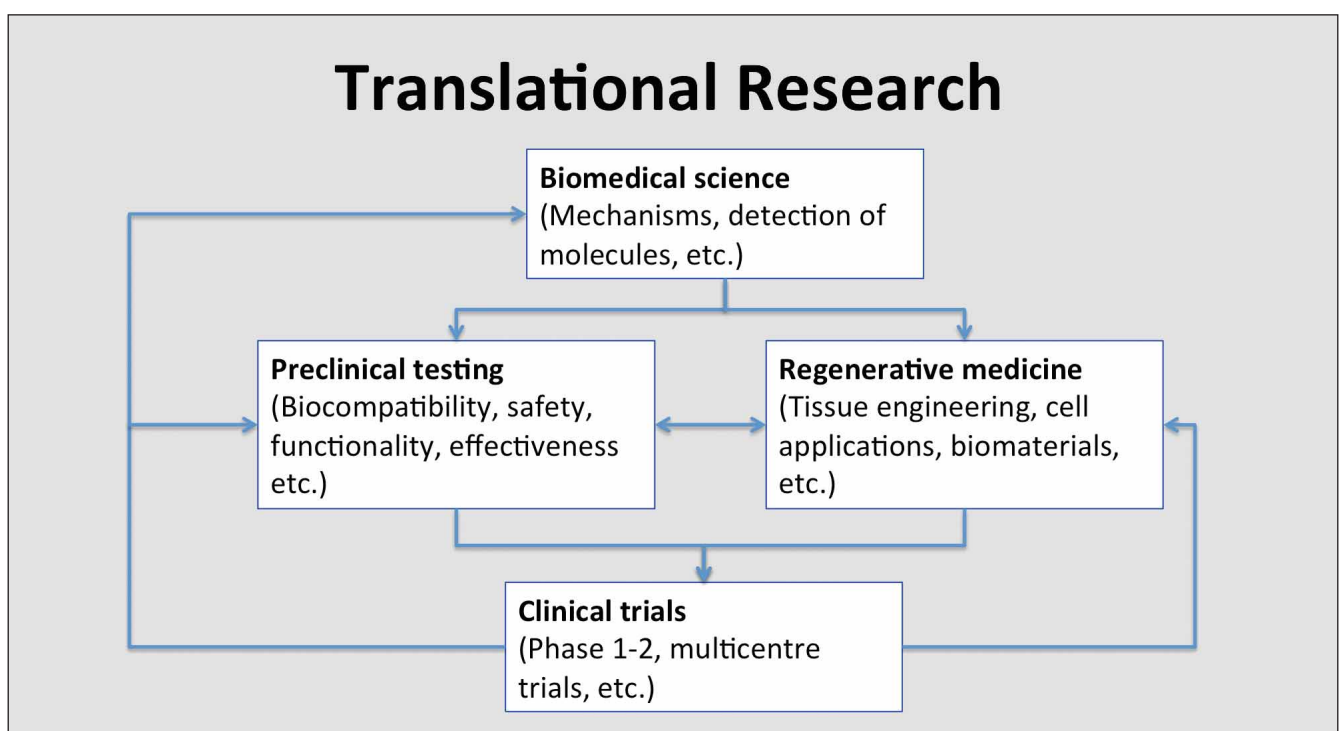 Translational Research
Biomedical science
(Mechanisms, detection of
molecules, etc.)
Preclinical testing
(Biocompatibility, safety,
functionality, effectiveness
etc.)
Regenerative medicine
(Tissue engineering, cell
applications, biomaterials,
etc.)
Clinical trials
(Phase 1-2, multicentre
trials, etc.)